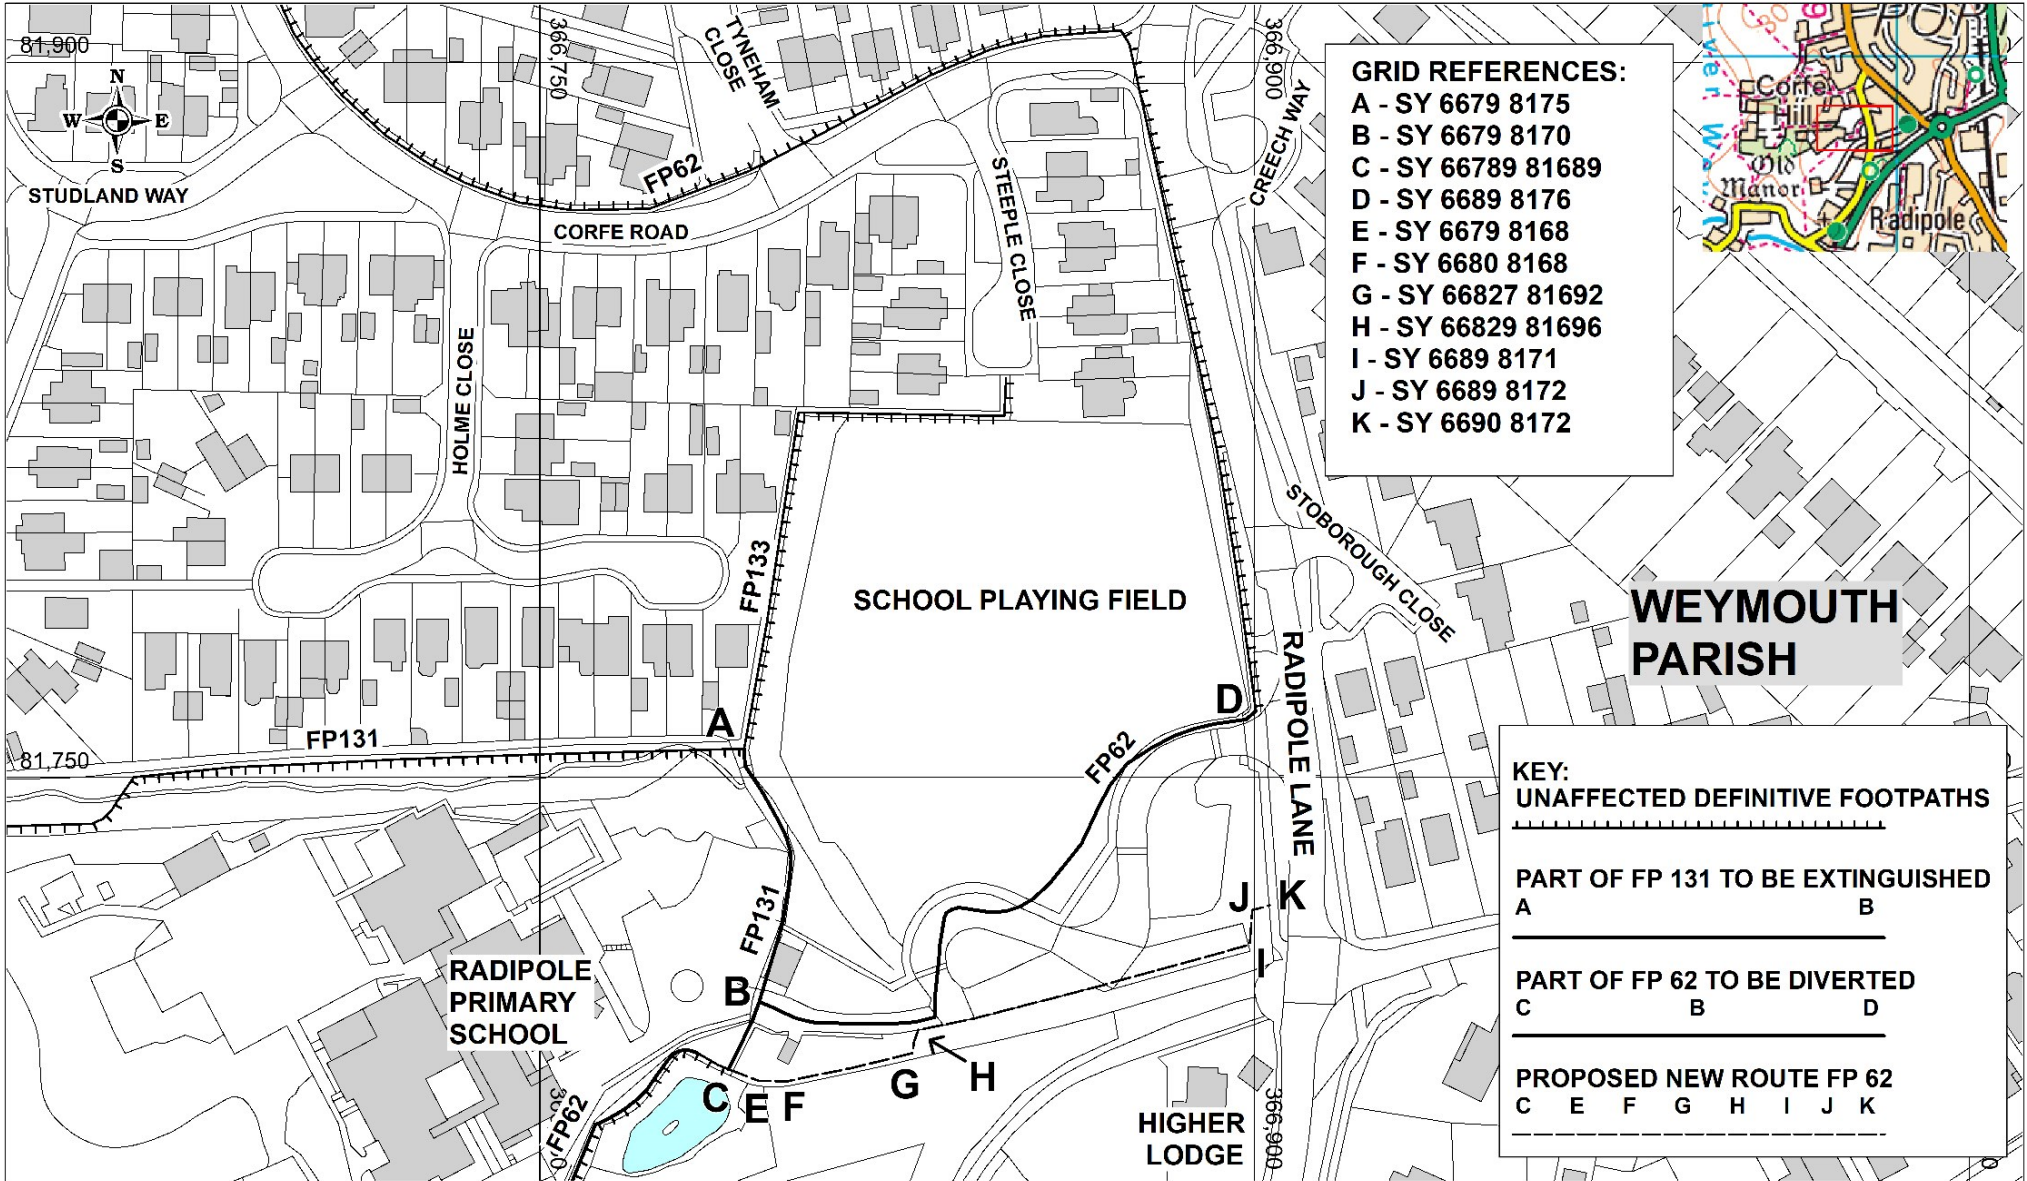 81,900
366,750
TYNEHAM
CLOSE
366,900
CREECH WAY
N
W E
S
STUDLAND WAY
FP62
CORFE ROAD
STEEPLE CLOSE
HOLME CLOSE
GRID REFERENCES:
A - SY 6679 8175
B - SY 6679 8170
C - SY 66789 81689
D - SY 6689 8176
E - SY 6679 8168
F - SY 6680 8168
G - SY 66827 81692
H - SY 66829 81696
I - SY 6689 8171
J - SY 6689 8172
K - SY 6690 8172
Corfe
Hill
Old
Manor
Radipole
STOBOROUGH CLOSE
FP133
SCHOOL PLAYING FIELD
WEYMOUTH
PARISH
RADIPOLE LANE
A
D
FP131
81,750
FP62
FP131
J K
I
B
RADIPOLE
PRIMARY
SCHOOL
C E F
G
H
FP62
HIGHER
LODGE
366,900
KEY:
UNAFFECTED DEFINITIVE FOOTPATHS
PART OF FP 131 TO BE EXTINGUISHED
A B
PART OF FP 62 TO BE DIVERTED
C B D
PROPOSED NEW ROUTE FP 62
C E F G H I J K